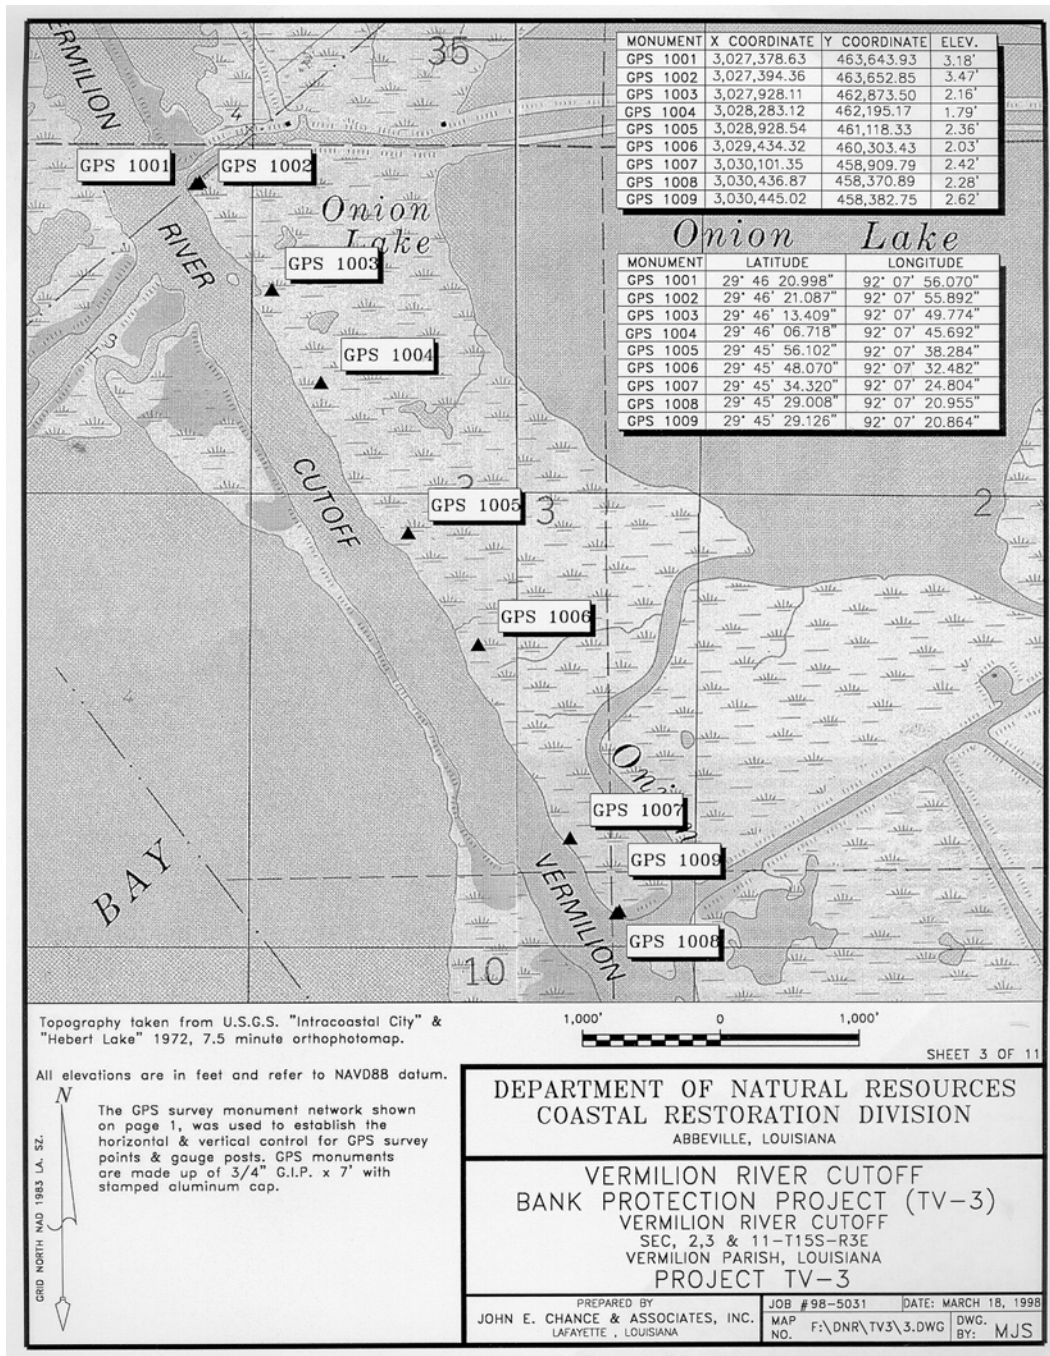 VERMILION
35
4
MONUMENT X COORDINATE Y COORDINATE ELEV.
GPS 1001 3,027,378.63 463,643.93 3.18'
GPS 1002 3,027,394.36 463,652.85 3.47'
GPS 1003 3,027,928.11 462,873.50 2.16'
GPS 1004 3,028,283.12 462,195.17 1.79'
GPS 1005 3,028,928.54 461,118.33 2.36'
GPS 1006 3,029,434.32 460,303.43 2.03'
GPS 1007 3,030,101.35 458,909.79 2.42'
GPS 1008 3,030,436.87 458,370.89 2.28'
GPS 1009 3,030,445.02 458,382.75 2.62'
GPS 1001
GPS 1002
Onion
Lake
RIVER
GPS 1003
Onion Lake
MONUMENT LATITUDE LONGITUDE
GPS 1001 29° 46 20.998" 92° 07' 56.070"
GPS 1002 29° 46' 21.087" 92° 07' 55.892"
GPS 1003 29° 46' 13.409" 92° 07' 49.774"
GPS 1004 29° 46' 06.718" 92° 07' 45.692"
GPS 1005 29° 45' 56.102" 92° 07' 38.284"
GPS 1006 29° 45' 48.070" 92° 07' 32.482"
GPS 1007 29° 45' 34.320" 92° 07' 24.804"
GPS 1008 29° 45' 29.008" 92° 07' 20.955"
GPS 1009 29° 45' 29.126" 92° 07' 20.864"
3
GPS 1004
CUTOFF
GPS 1005
3
2
GPS 1006
4
GPS 1007
GPS 1009
BAY
VERMILION
GPS 1008
10
Topography taken from U.S.G.S. "Intracoastal City" &
"Hebert Lake" 1972, 7.5 minute orthophotomap.
1,000' 0 1,000'
SHEET 3 OF 11
All elevations are in feet and refer to NAVD88 datum.
N
GRID NORTH NAD 1983 LA. SZ.
The GPS survey monument network shown
on page 1, was used to establish the
horizontal & vertical control for GPS survey
points & gauge posts. GPS monuments
are made up of 3/4" G.I.P. x 7' with
stamped aluminum cap.
DEPARTMENT OF NATURAL RESOURCES
COASTAL RESTORATION DIVISION
ABBEVILLE, LOUISIANA
VERMILION RIVER CUTOFF
BANK PROTECTION PROJECT (TV-3)
VERMILION RIVER CUTOFF
SEC, 2,3 & 11-T15S-R3E
VERMILION PARISH, LOUISIANA
PROJECT TV-3
PREPARED BY
JOHN E. CHANCE & ASSOCIATES, INC.
LAFAYETTE , LOUISIANA
JOB #98-5031 DATE: MARCH 18, 1998
MAP NO. F:\DNR\TV3\3.DWG DWG. BY: MJS